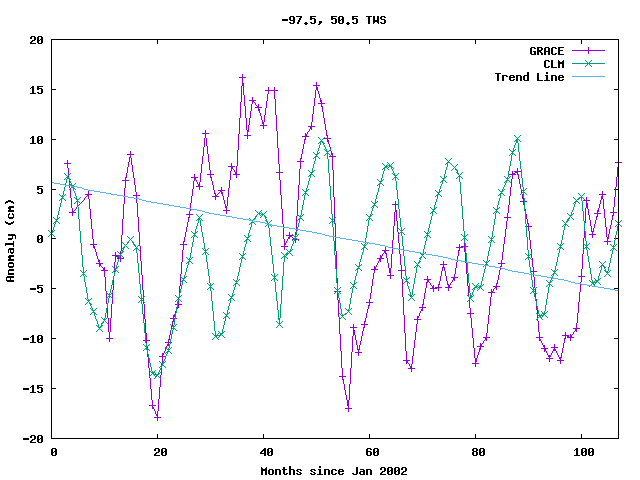 -97.5, 50.5 TWS
GRACE
CLM
Trend Line
20
15
10
5
0
-5
-10
-15
-20
Anomaly (cm)
0 20 40 60 80 100
Months since Jan 2002